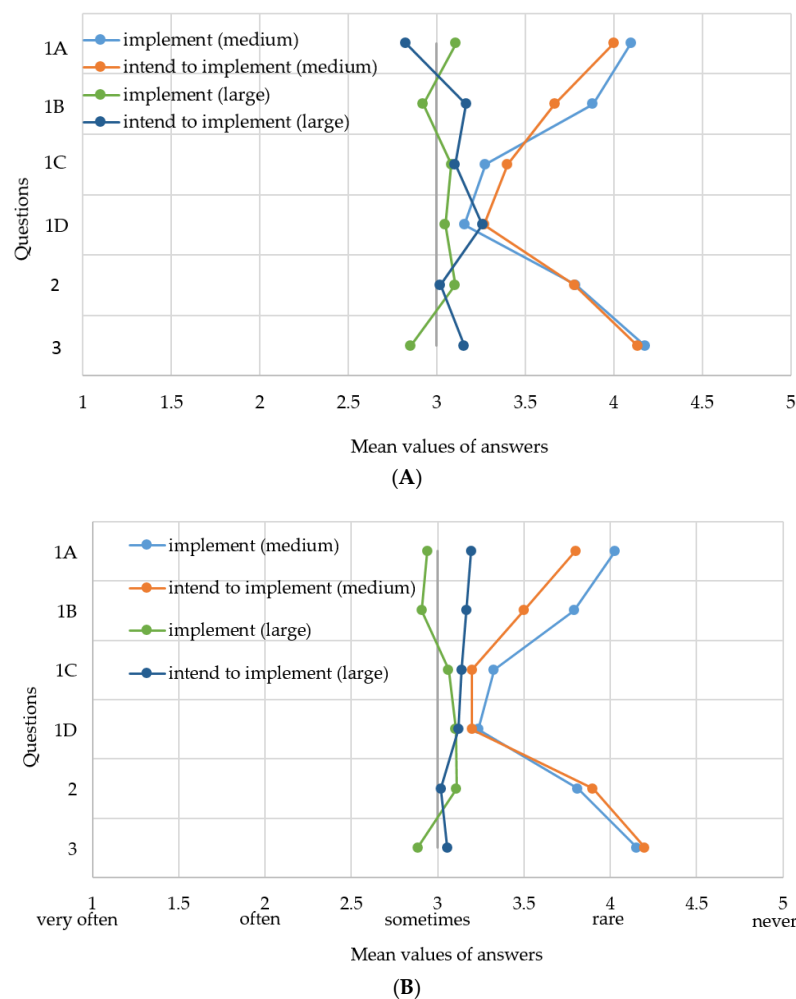 1A
implement (medium)
intend to implement (medium)
1B
implement (large)
intend to implement (large)
1C
Questions
1D
2
3
1 1.5 2 2.5 3 3.5 4 4.5 5
Mean values of answers
(A)
1A
implement (medium)
intend to implement (medium)
1B
implement (large)
1C
intend to implement (large)
Questions
1D
2
3
1 1.5 2 2.5 3 3.5 4 4.5 5
very often often sometimes rare never
Mean values of answers
(B)